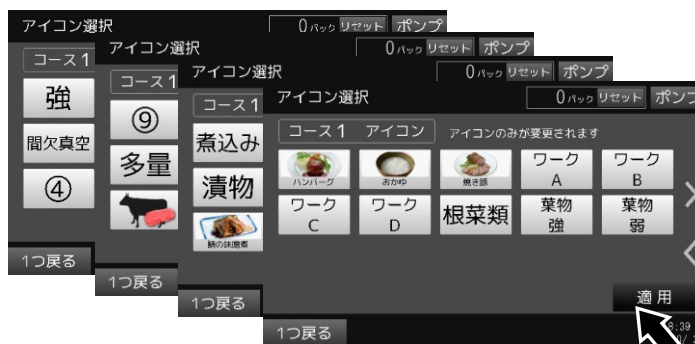 アイコン選択
0パック リセット ポンプ
コース1
強
間欠真空
④
1つ戻る
アイコン選択
0パック リセット ポンプ
コース1
⑨
多量
1つ戻る
アイコン選択
0パック リセット ポンプ
コース1
煮込み
漬物
鯖の味噌煮
1つ戻る
アイコン選択
0パック リセット ポンプ
コース1 アイコン アイコンのみが変更されます
ハンバーグ おかゆ 焼き豚 ワーク A ワーク B
ワーク C ワーク D 根菜類 葉物 強 葉物 弱
適用
1つ戻る